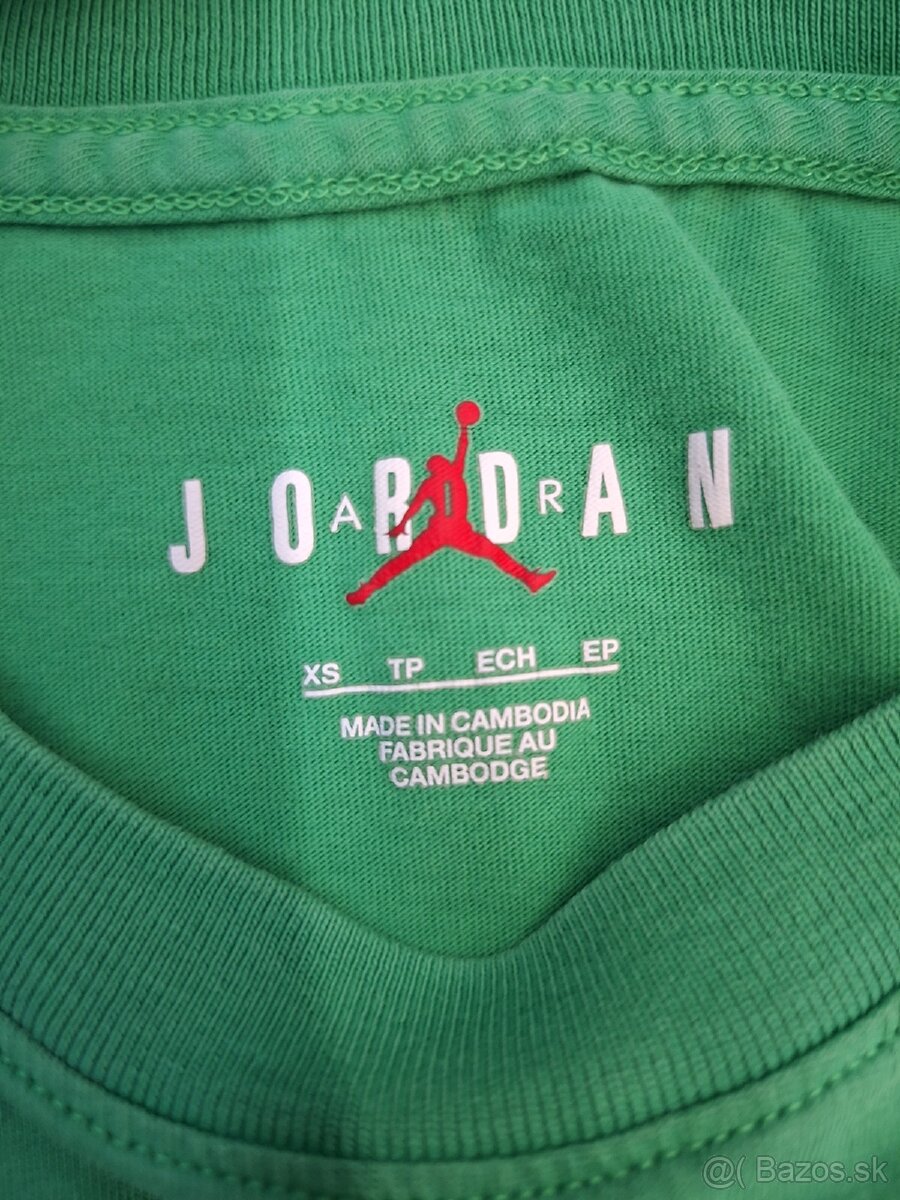 JORDAN
AIR
XS TP ECH EP
MADE IN CAMBODIA
FABRIQUE AU
CAMBODGE
@( Bazos.sk